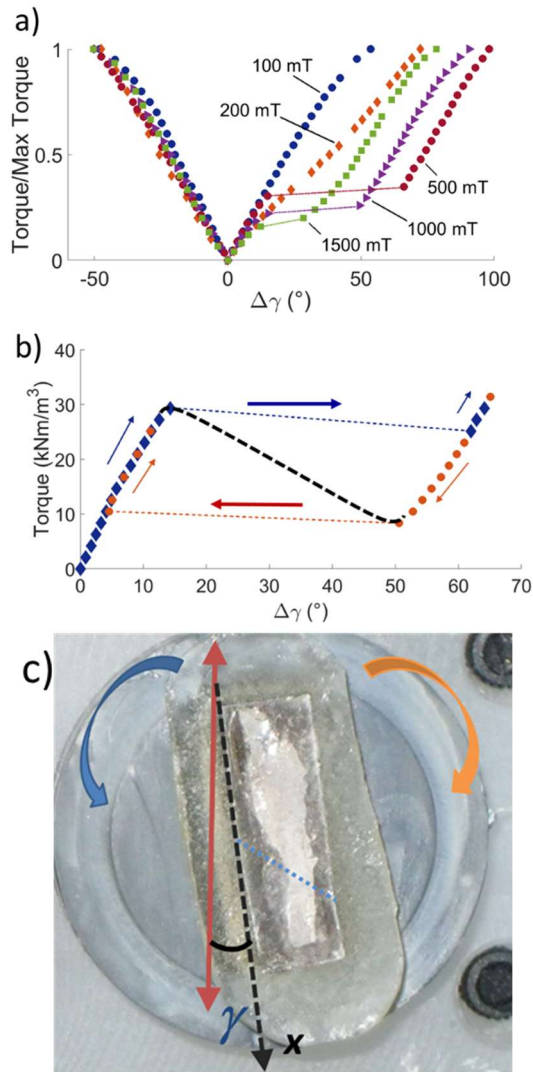 a)
Torque/Max Torque
1
0.5
0
100 mT
200 mT
500 mT
1000 mT
1500 mT
-50 0 50 100
Δγ (°)
b)
Torque (kNm/m³)
40
30
20
10
0
0 10 20 30 40 50 60 70
Δγ (°)
c)
γ
x